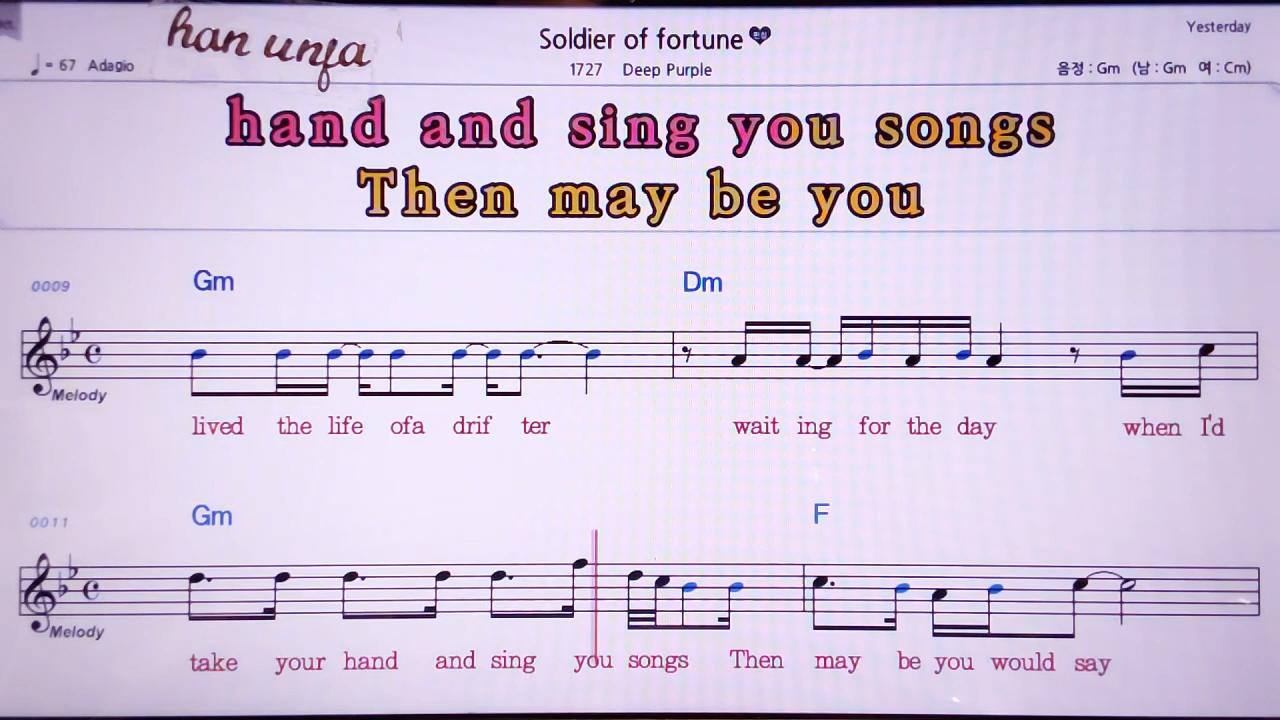 han unja
Soldier of fortune
Yesterday
♩= 67 Adagio
1727 Deep Purple
음정 : Gm (남 : Gm 여 : Cm)
hand and sing you songs
Then may be you
0009
Gm Dm
Melody
lived the life ofa drif ter wait ing for the day when I'd
0011
Gm F
Melody
take your hand and sing you songs Then may be you would say